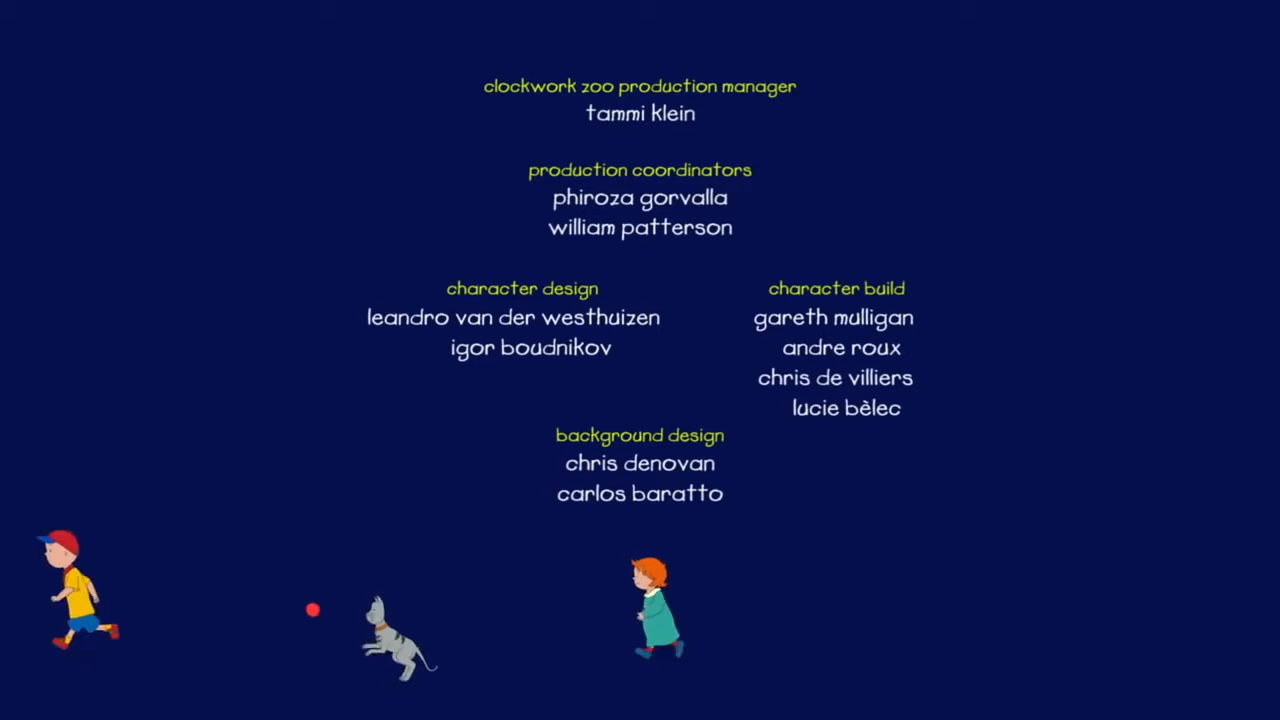 clockwork zoo production manager
tammi klein
production coordinators
phiroza gorvalla
william patterson
character design
leandro van der westhuizen
igor boudnikov
character build
gareth mulligan
andre roux
chris de villiers
lucie bèlec
background design
chris denovan
carlos baratto